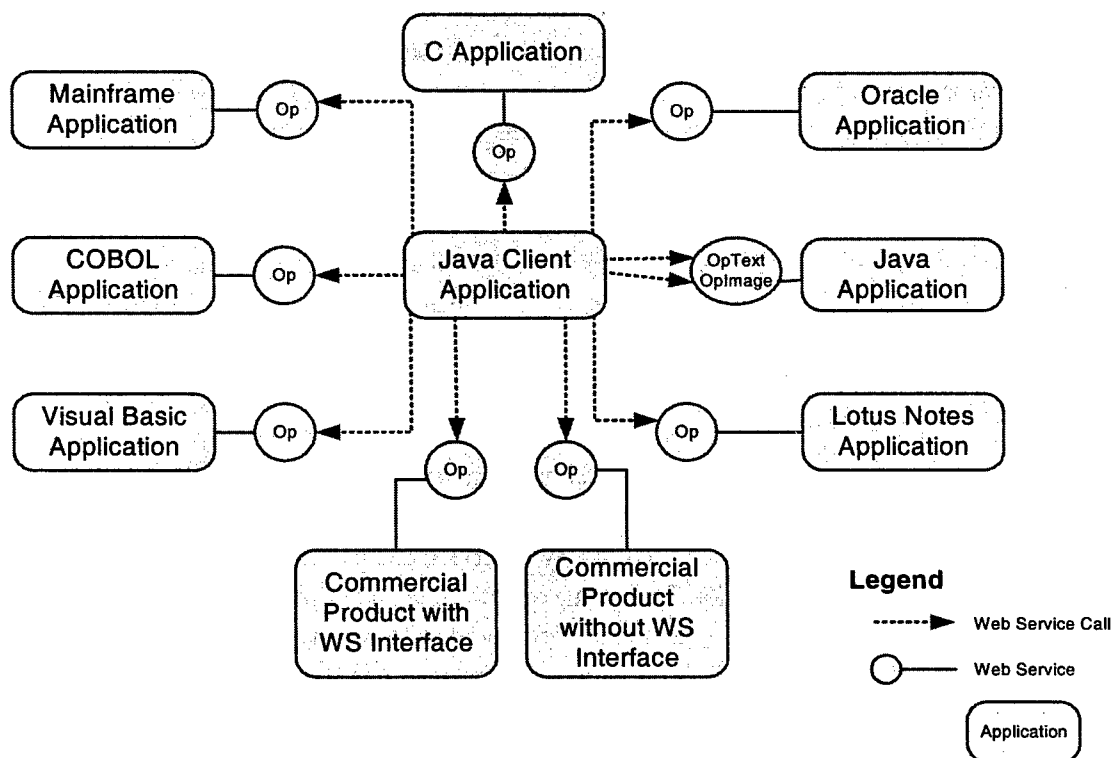 C Application
Mainframe
Application
Op
Op
Oracle
Application
Op
COBOL
Application
Op
Java Client
Application
OpText
OpImage
Java
Application
Visual Basic
Application
Op
Op
Op
Op
Lotus Notes
Application
Commercial
Product with
WS Interface
Commercial
Product
without WS
Interface
Legend
Web Service Call
Web Service
Application